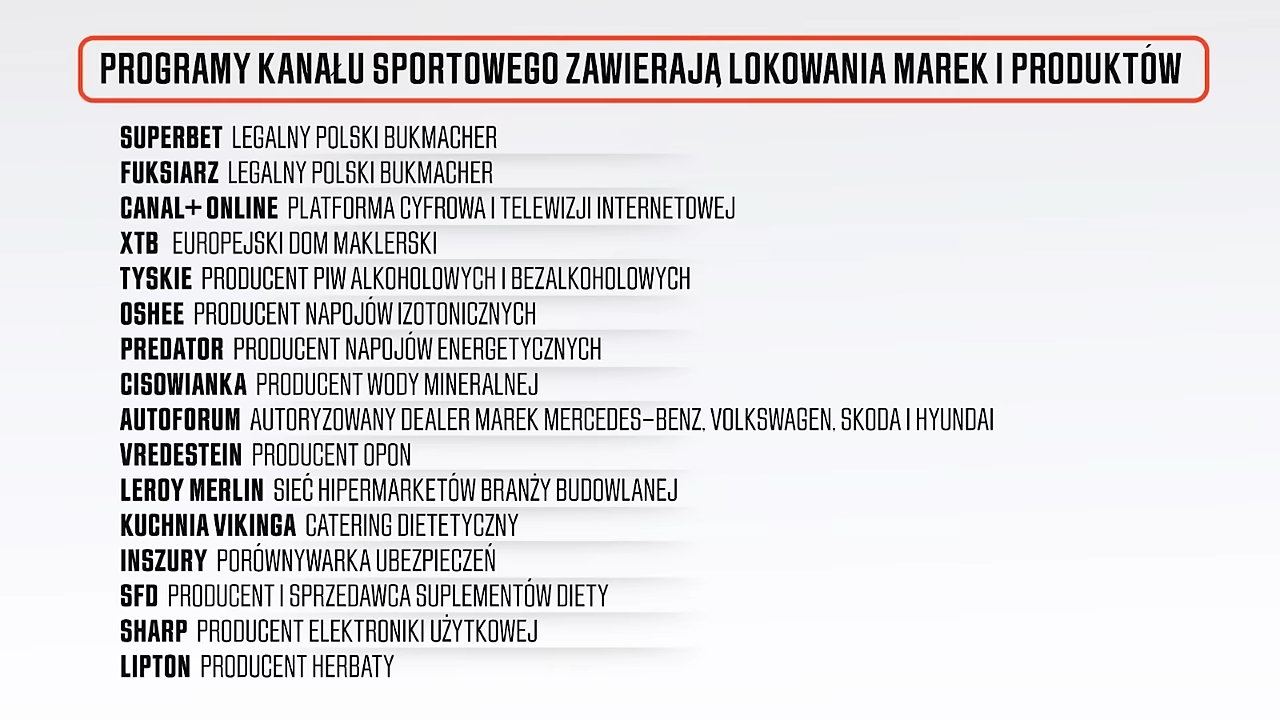 PROGRAMY KANAŁU SPORTOWEGO ZAWIERAJĄ LOKOWANIA MAREK I PRODUKTÓW
SUPERBET LEGALNY POLSKI BUKMACHER
FUKSIARZ LEGALNY POLSKI BUKMACHER
CANAL+ ONLINE PLATFORMA CYFROWA I TELEWIZJI INTERNETOWEJ
XTB EUROPEJSKI DOM MAKLERSKI
TYSKIE PRODUCENT PIW ALKOHOLOWYCH I BEZALKOHOLOWYCH
OSHEE PRODUCENT NAPOJÓW IZOTONICZNYCH
PREDATOR PRODUCENT NAPOJÓW ENERGETYCZNYCH
CISOWIANKA PRODUCENT WODY MINERALNEJ
AUTOFORUM AUTORYZOWANY DEALER MAREK MERCEDES-BENZ, VOLKSWAGEN, SKODA I HYUNDAI
VREDESTEIN PRODUCENT OPON
LEROY MERLIN SIEĆ HIPERMARKETÓW BRANŻY BUDOWLANEJ
KUCHNIA VIKINGA CATERING DIETETYCZNY
INSZURY PORÓWNYWARKA UBEZPIECZEŃ
SFD PRODUCENT I SPRZEDAWCA SUPLEMENTÓW DIETY
SHARP PRODUCENT ELEKTRONIKI UŻYTKOWEJ
LIPTON PRODUCENT HERBATY